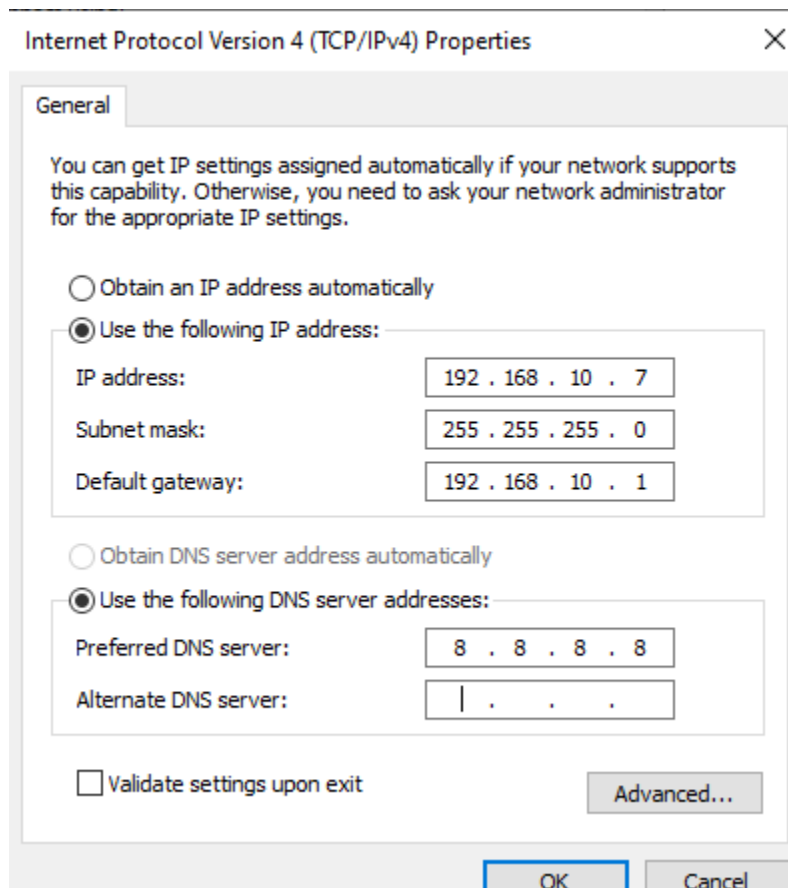 Internet Protocol Version 4 (TCP/IPv4) Properties
General
You can get IP settings assigned automatically if your network supports
this capability. Otherwise, you need to ask your network administrator
for the appropriate IP settings.
Obtain an IP address automatically
Use the following IP address:
IP address: 192 . 168 . 10 . 7
Subnet mask: 255 . 255 . 255 . 0
Default gateway: 192 . 168 . 10 . 1
Obtain DNS server address automatically
Use the following DNS server addresses:
Preferred DNS server: 8 . 8 . 8 . 8
Alternate DNS server: . . .
Validate settings upon exit
Advanced...
OK Cancel